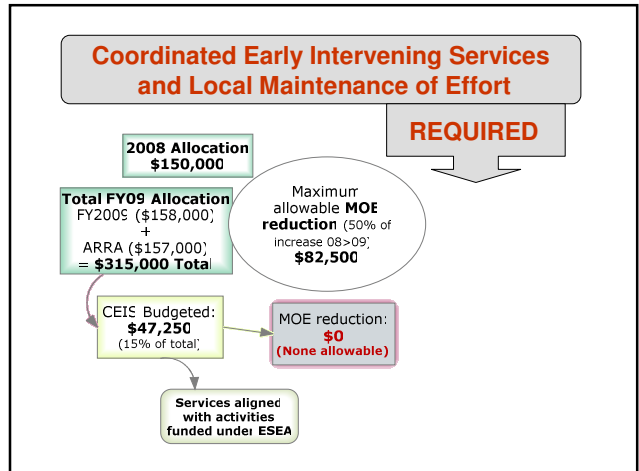 Coordinated Early Intervening Services
and Local Maintenance of Effort
REQUIRED
2008 Allocation
$150,000
Total FY09 Allocation
FY2009 ($158,000)
+
ARRA ($157,000)
= $315,000 Total
Maximum
allowable MOE
reduction (50% of
increase 08>09)
$82,500
CEIS Budgeted:
$47,250
(15% of total)
MOE reduction:
$0
(None allowable)
Services aligned
with activities
funded under ESEA